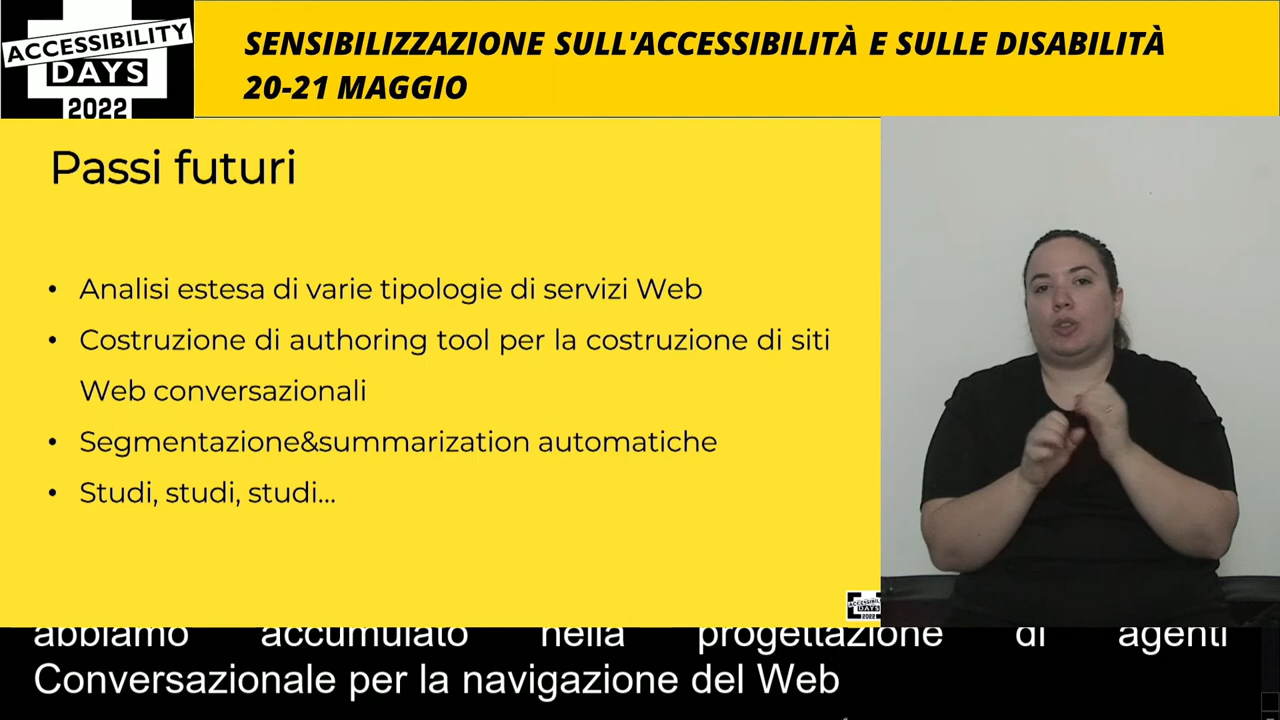 ACCESSIBILITY
DAYS
2022
SENSIBILIZZAZIONE SULL'ACCESSIBILITÀ E SULLE DISABILITÀ
20-21 MAGGIO
Passi futuri
• Analisi estesa di varie tipologie di servizi Web
• Costruzione di authoring tool per la costruzione di siti
Web conversazionali
• Segmentazione&summarization automatiche
• Studi, studi, studi...
DAYS
2022
abbiamo accumulato nella progettazione di agenti
Conversazionale per la navigazione del Web